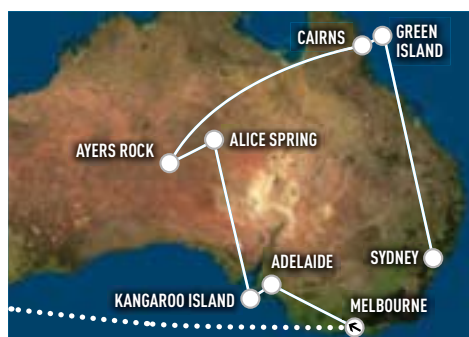 CAIRNS
GREEN
ISLAND
ALICE SPRING
AYERS ROCK
ADELAIDE
SYDNEY
KANGAROO ISLAND
MELBOURNE